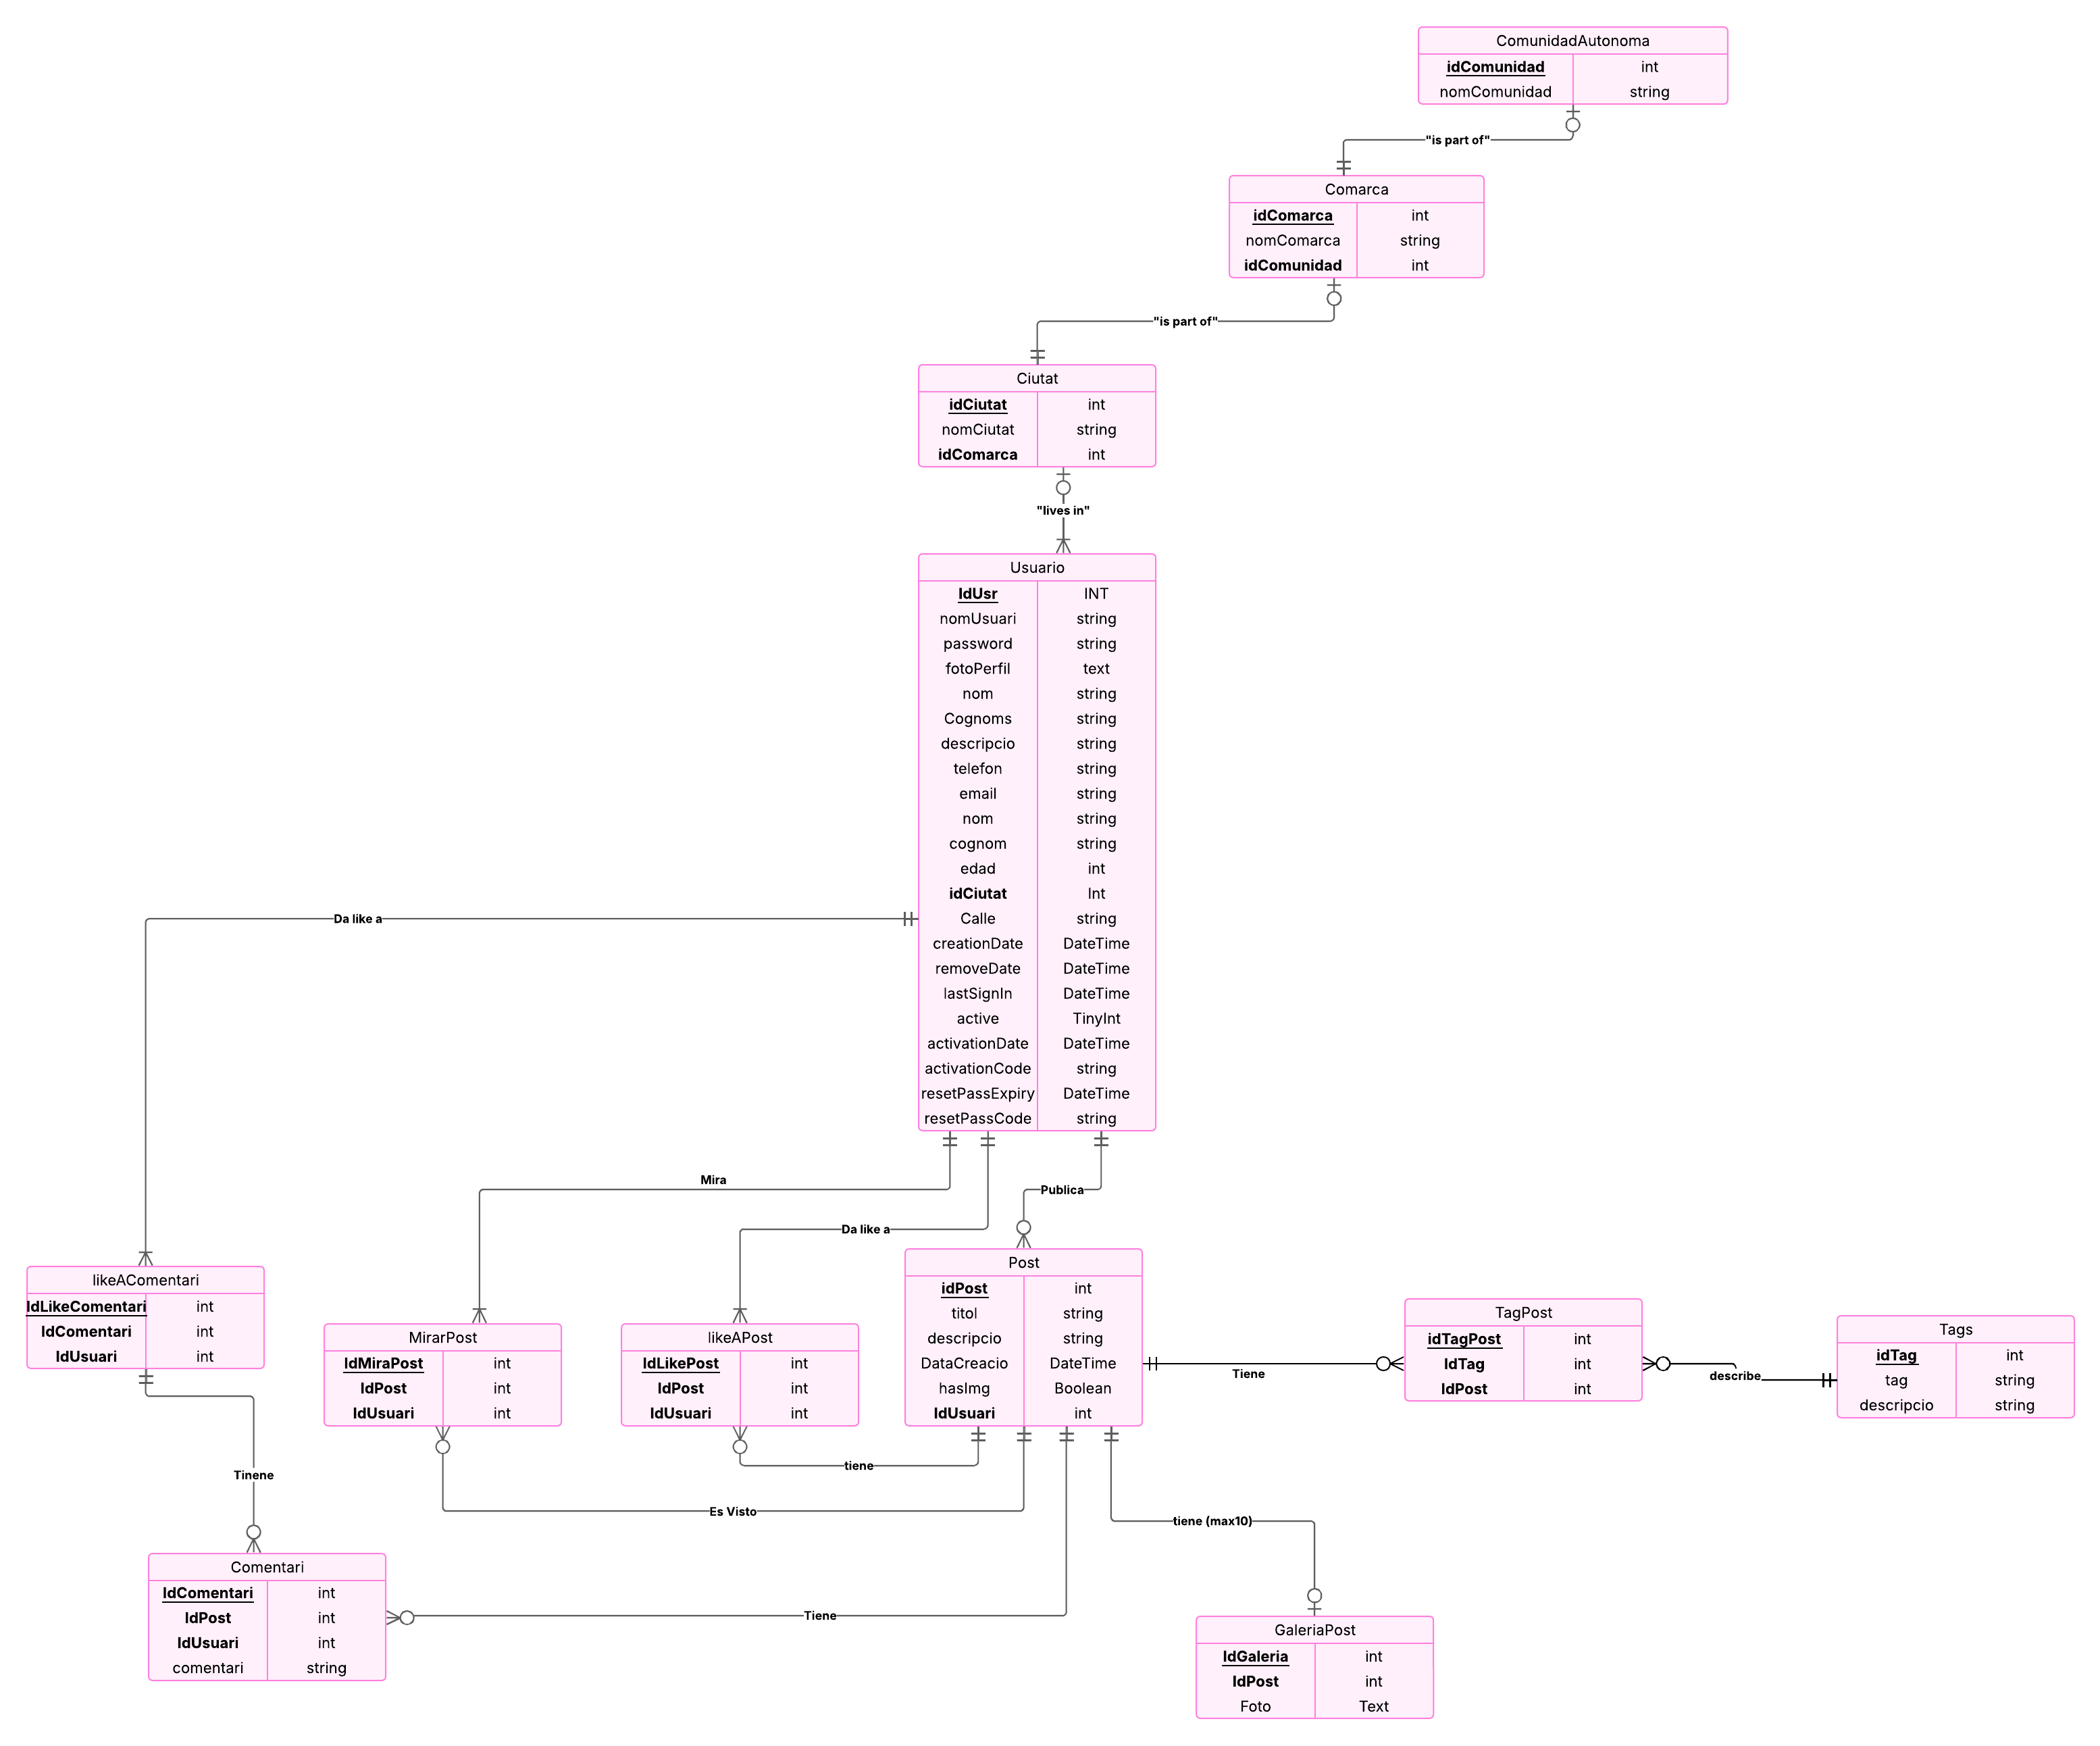 ComunidadAutonoma
idComunidad int
nomComunidad string
"is part of"
Comarca
idComarca int
nomComarca string
idComunidad int
"is part of"
Ciutat
idCiutat int
nomCiutat string
idComarca int
"lives in"
Usuario
IdUsr INT
nomUsuari string
password string
fotoPerfil text
nom string
Cognoms string
descripcio string
telefon string
email string
nom string
cognom string
edad int
idCiutat Int
Calle string
creationDate DateTime
removeDate DateTime
lastSignIn DateTime
active TinyInt
activationDate DateTime
activationCode string
resetPassExpiry DateTime
resetPassCode string
Da like a
Mira
Da like a
Publica
likeAComentari
IdLikeComentari int
IdComentari int
IdUsuari int
MirarPost
IdMiraPost int
IdPost int
IdUsuari int
likeAPost
IdLikePost int
IdPost int
IdUsuari int
Post
idPost int
titol string
descripcio string
DataCreacio DateTime
hasImg Boolean
IdUsuari int
Tiene
TagPost
idTagPost int
IdTag int
IdPost int
describe
Tags
idTag int
tag string
descripcio string
tiene
Tinene
Es Visto
tiene (max10)
Comentari
IdComentari int
IdPost int
IdUsuari int
comentari string
Tiene
GaleriaPost
IdGaleria int
IdPost int
Foto Text